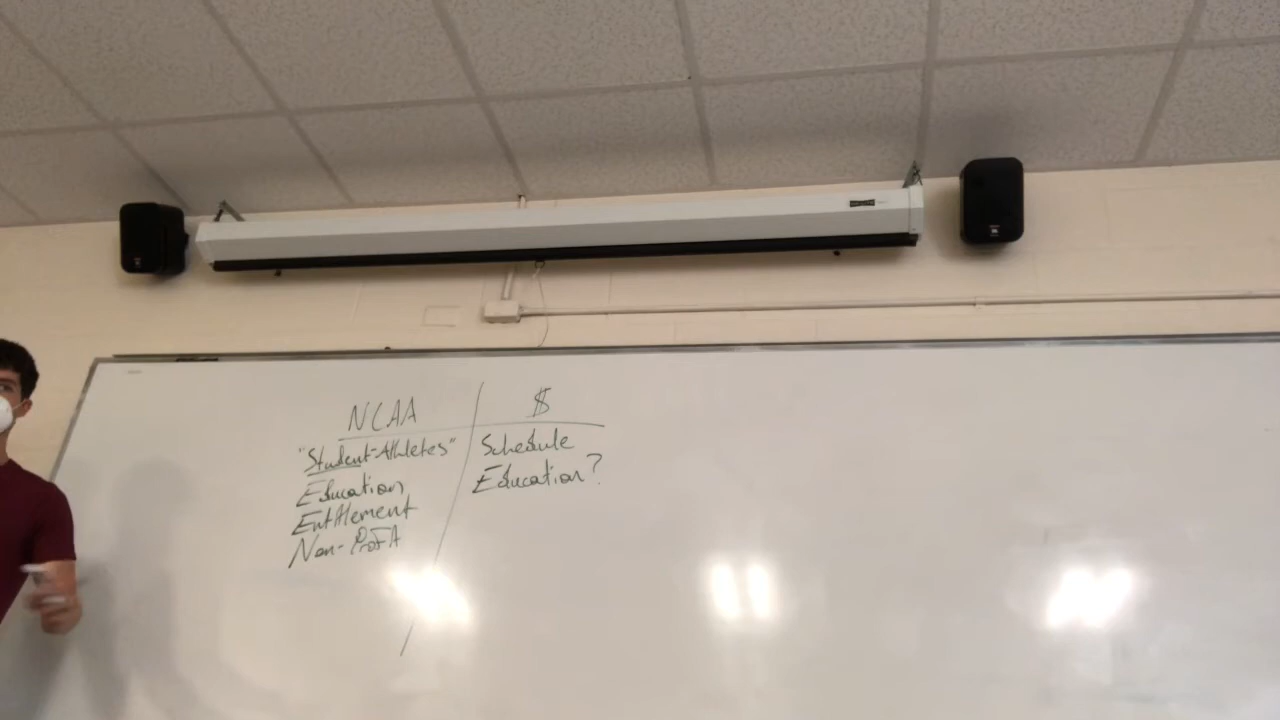 NCAA
"Student-Athletes"
Education
Entitlement
Non-Profit
$
Schedule
Education?